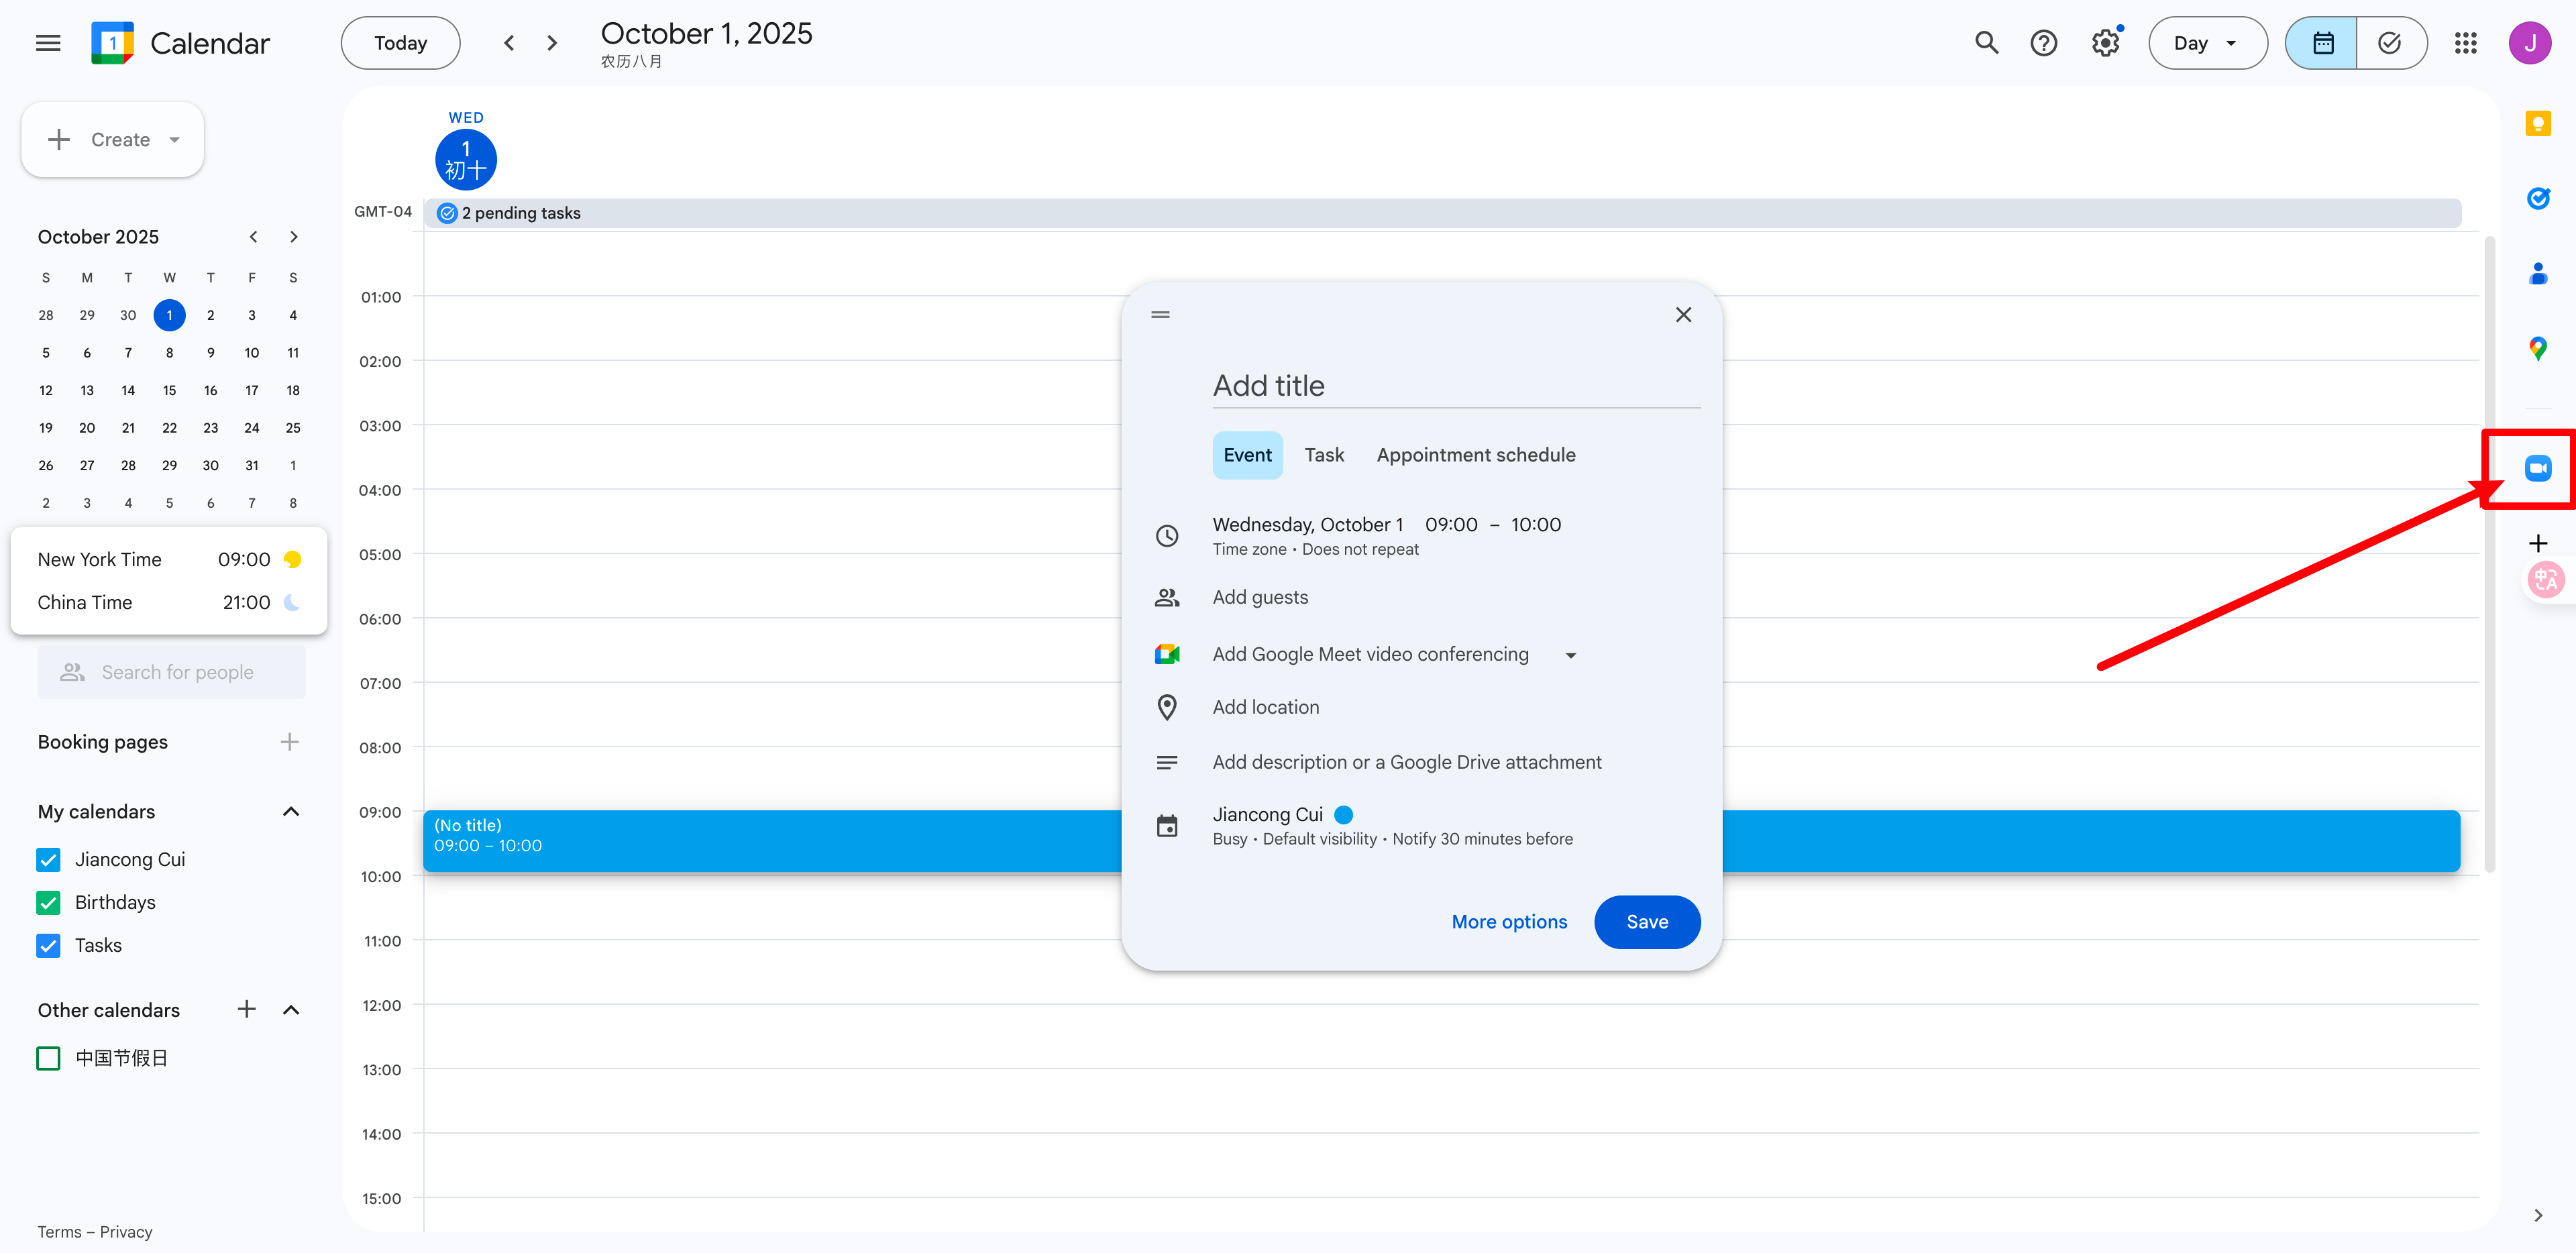 1
Calendar
Today
October 1, 2025
农历八月
Day
J
Create
WED
1
初十
GMT-04
2 pending tasks
October 2025
S M T W T F S
28 29 30 1 2 3 4
5 6 7 8 9 10 11
12 13 14 15 16 17 18
19 20 21 22 23 24 25
26 27 28 29 30 31 1
2 3 4 5 6 7 8
New York Time 09:00
China Time 21:00
Search for people
Booking pages
My calendars
Jiancong Cui
Birthdays
Tasks
Other calendars
中国节假日
Terms – Privacy
01:00
02:00
03:00
04:00
05:00
06:00
07:00
08:00
09:00
10:00
11:00
12:00
13:00
14:00
15:00
(No title)
09:00 – 10:00
Add title
Event Task Appointment schedule
Wednesday, October 1 09:00 – 10:00
Time zone • Does not repeat
Add guests
Add Google Meet video conferencing
Add location
Add description or a Google Drive attachment
Jiancong Cui
Busy • Default visibility • Notify 30 minutes before
More options Save
中A